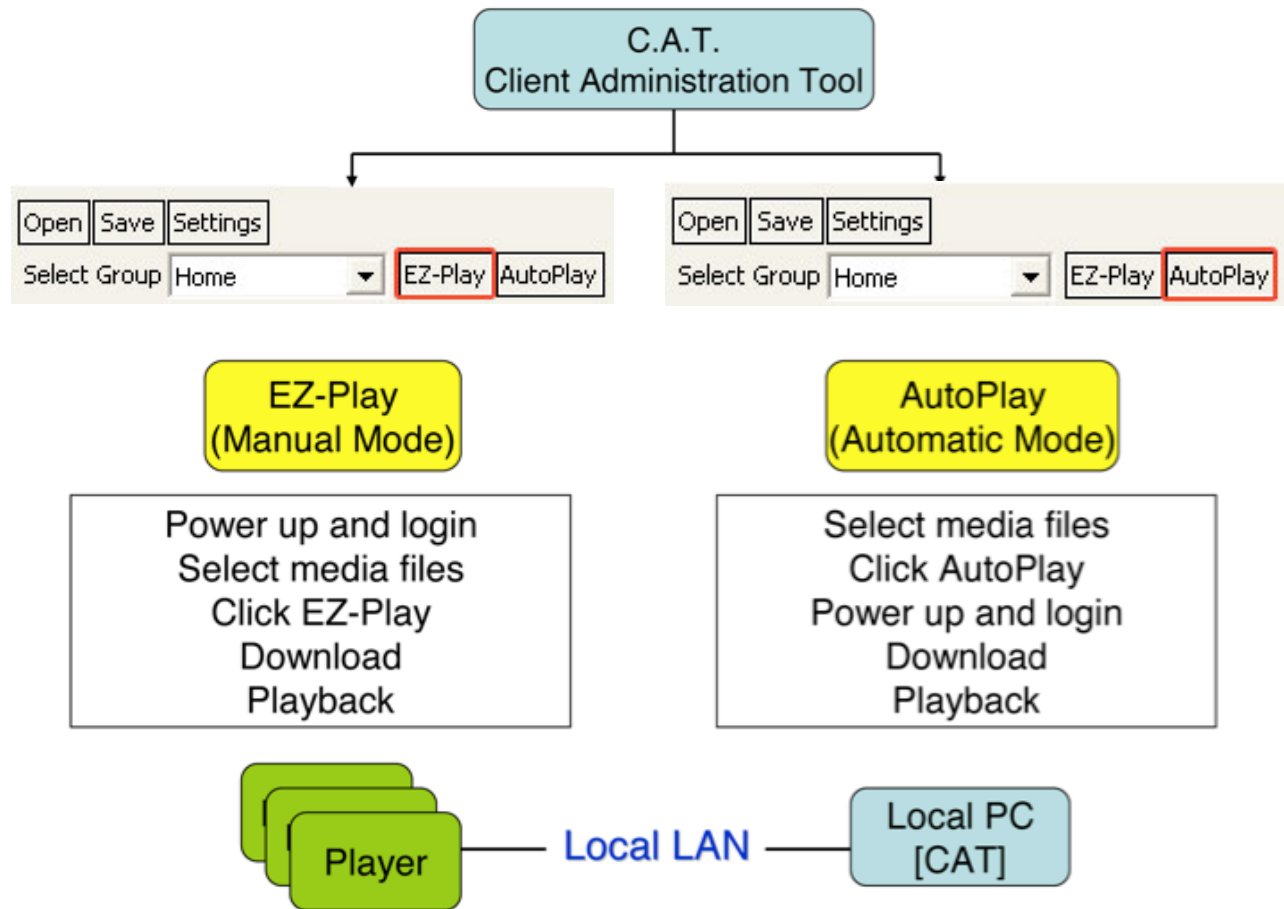 C.A.T.
Client Administration Tool
Open Save Settings
Select Group Home EZ-Play AutoPlay
Open Save Settings
Select Group Home EZ-Play AutoPlay
EZ-Play
(Manual Mode)
Power up and login
Select media files
Click EZ-Play
Download
Playback
AutoPlay
(Automatic Mode)
Select media files
Click AutoPlay
Power up and login
Download
Playback
Player
Local LAN
Local PC
[CAT]